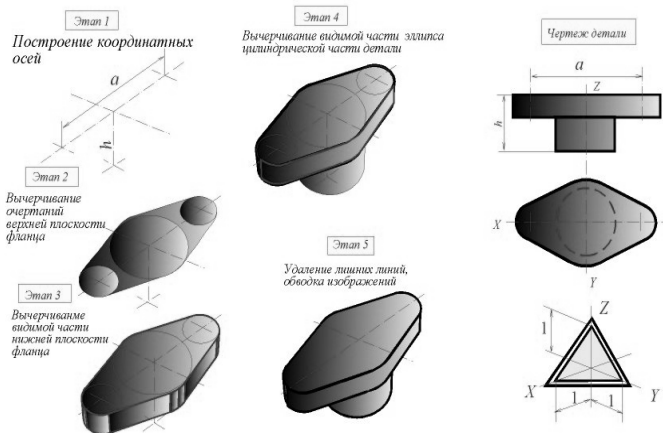 Этап 1
Построение координатных
осей
a
h
Этап 2
Вычерчивание
очертаний
верхней плоскости
фланца
Этап 3
Вычерчивание
видимой части
нижней плоскости
фланца
Этап 4
Вычерчивание видимой части эллипса
цилиндрической части детали
Этап 5
Удаление лишних линий,
обводка изображений
Чертеж детали
a
Z
h
X
Y
Z
1
X
Y
1
1